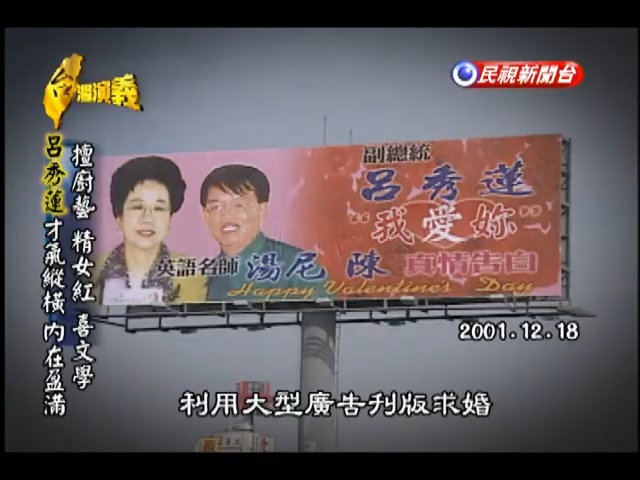 台灣演義
民視新聞台
呂秀蓮 才氣縱橫 內在盈滿
擅廚藝 精女紅 喜文學
副總統
呂秀蓮
“我愛妳”
英語名師 湯尼 陳 真情告白
Happy Valentine's Day
2001.12.18
利用大型廣告刊版求婚